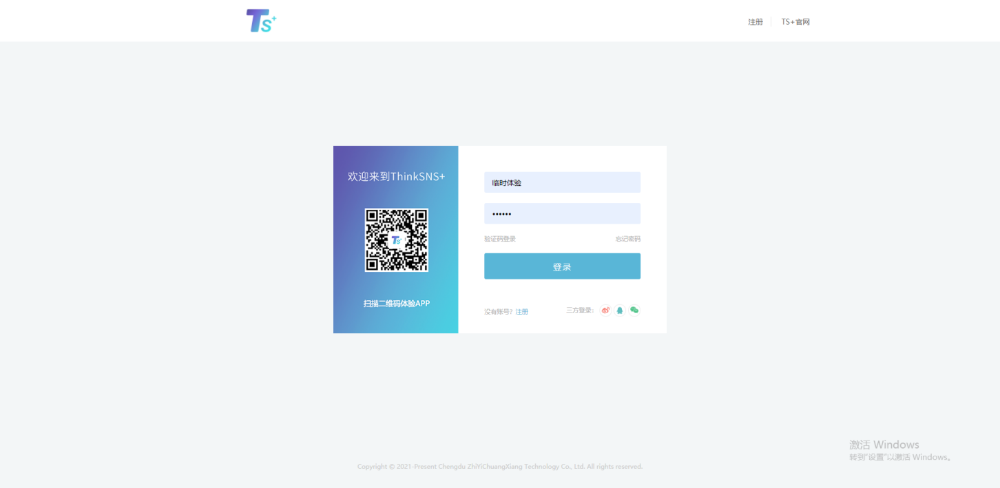 Ts+
注册
TS+官网
欢迎来到ThinkSNS+
Ts+
扫描二维码体验APP
临时体验
••••••
验证码登录
忘记密码
登录
没有账号? 注册
三方登录:
激活 Windows
转到"设置"以激活 Windows。
Copyright © 2021-Present Chengdu ZhiYiChuangXiang Technology Co., Ltd. All rights reserved.